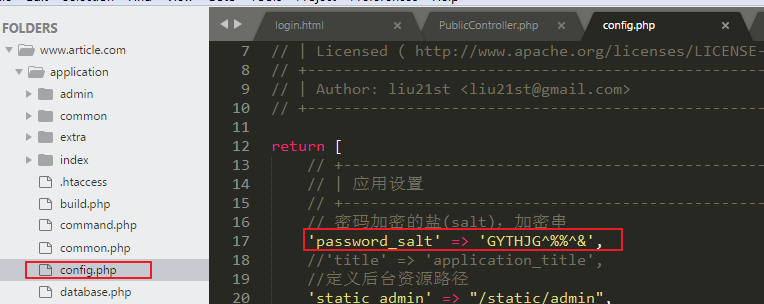 FOLDERS
www.article.com
application
admin
common
extra
index
.htaccess
build.php
command.php
common.php
config.php
database.php
login.html
PublicController.php
config.php
7 // | Licensed ( http://www.apache.org/licenses/LICENSE-
8 // +----------------------------------------------------
9 // | Author: liu21st <liu21st@gmail.com>
10 // +----------------------------------------------------
11
12 return [
13 // +----------------------------------------------------
14 // | 应用设置
15 // +----------------------------------------------------
16 // 密码加密的盐(salt)，加密串
17 'password_salt' => 'GYTHJG^%%^&',
18 //'title' => 'application_title',
19 //定义后台资源路径
20 'static_admin' => "/static/admin",